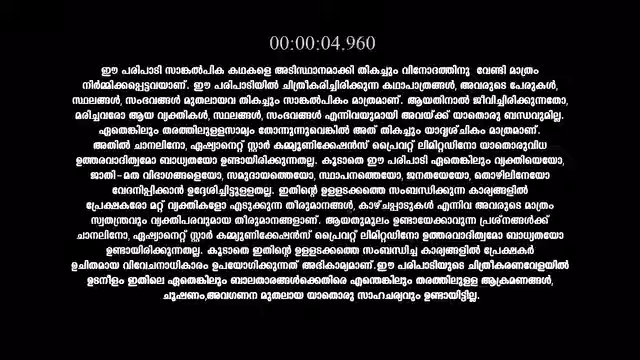 00:00:04.960
ഈ പരിപാടി സാങ്കൽപിക കഥകളെ അടിസ്ഥാനമാക്കി തികച്ചും വിനോദത്തിനു വേണ്ടി മാത്രം
നിർമ്മിക്കപ്പെട്ടവയാണ്. ഈ പരിപാടിയിൽ ചിത്രീകരിച്ചിരിക്കുന്ന കഥാപാത്രങ്ങൾ, അവരുടെ പേരുകൾ,
സ്ഥലങ്ങൾ, സംഭവങ്ങൾ മുതലായവ തികച്ചും സാങ്കൽപികം മാത്രമാണ്. ആയതിനാൽ ജീവിച്ചിരിക്കുന്നതോ,
മരിച്ചവരോ ആയ വ്യക്തികൾ, സ്ഥലങ്ങൾ, സംഭവങ്ങൾ എന്നിവയുമായി അവയ്ക്ക് യാതൊരു ബന്ധവുമില്ല.
ഏതെങ്കിലും തരത്തിലുളളസാമ്യം തോന്നുന്നുവെങ്കിൽ അത് തികച്ചും യാദൃശ്ചികം മാത്രമാണ്.
അതിൽ ചാനലിനോ, ഏഷ്യാനെറ്റ് സ്റ്റാർ കമ്മ്യൂണിക്കേഷൻസ് പ്രൈവറ്റ് ലിമിറ്റഡിനോ യാതൊരുവിധ
ഉത്തരവാദിത്വമോ ബാധ്യതയോ ഉണ്ടായിരിക്കുന്നതല്ല. കൂടാതെ ഈ പരിപാടി ഏതെങ്കിലും വ്യക്തിയെയോ,
ജാതി-മത വിഭാഗങ്ങളെയോ, സമുദായത്തെയോ, സ്ഥാപനത്തെയോ, ജനതയേയോ, തൊഴിലിനേയോ
വേദനിപ്പിക്കാൻ ഉദ്ദേശിച്ചിട്ടുളളതല്ല. ഇതിന്റെ ഉളളടക്കത്തെ സംബന്ധിക്കുന്ന കാര്യങ്ങളിൽ
പ്രേക്ഷകരോ മറ്റ് വ്യക്തികളോ എടുക്കുന്ന തീരുമാനങ്ങൾ, കാഴ്ചപ്പാടുകൾ എന്നിവ അവരുടെ മാത്രം
സ്വതന്ത്രവും വ്യക്തിപരവുമായ തീരുമാനങ്ങളാണ്. ആയതുമൂലം ഉണ്ടായേക്കാവുന്ന പ്രശ്നങ്ങൾക്ക്
ചാനലിനോ, ഏഷ്യാനെറ്റ് സ്റ്റാർ കമ്മ്യൂണിക്കേഷൻസ് പ്രൈവറ്റ് ലിമിറ്റഡിനോ ഉത്തരവാദിത്വമോ ബാധ്യതയോ
ഉണ്ടായിരിക്കുന്നതല്ല. കൂടാതെ ഇതിന്റെ ഉളളടക്കത്തെ സംബന്ധിച്ച കാര്യങ്ങളിൽ പ്രേക്ഷകർ
ഉചിതമായ വിവേചനാധികാരം ഉപയോഗിക്കുന്നത് അഭികാമ്യമാണ്.ഈ പരിപാടിയുടെ ചിത്രീകരണവേളയിൽ
ഉടനീളം ഇതിലെ ഏതെങ്കിലും ബാലതാരങ്ങൾക്കെതിരെ എന്തെങ്കിലും തരത്തിലുള്ള ആക്രമണങ്ങൾ,
ചൂഷണം,അവഗണന മുതലായ യാതൊരു സാഹചര്യവും ഉണ്ടായിട്ടില്ല.